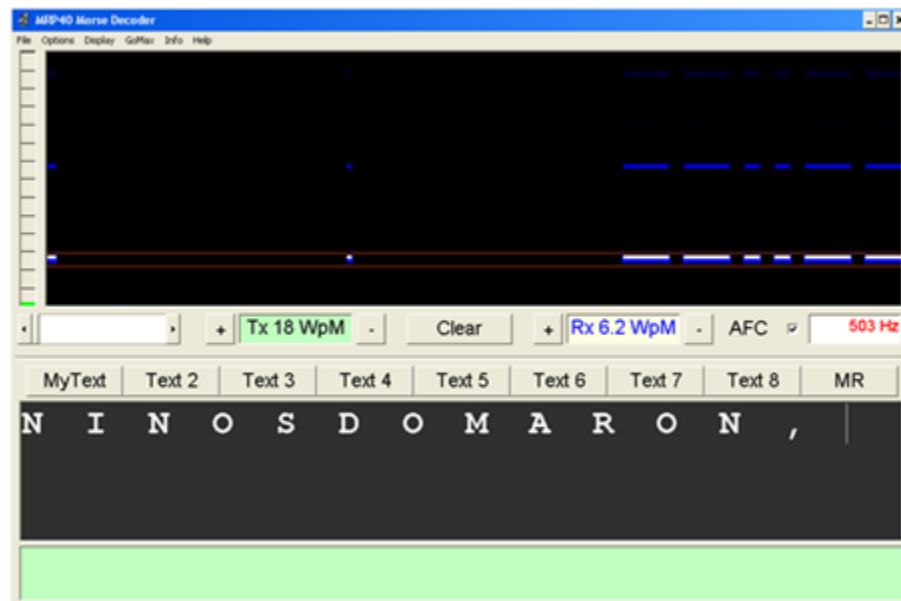 MRP40 Morse Decoder
File Options Display GoMax Info Help
+ Tx 18 WpM - Clear + Rx 6.2 WpM - AFC 503 Hz
MyText Text 2 Text 3 Text 4 Text 5 Text 6 Text 7 Text 8 MR
N I N O S D O M A R O N ,